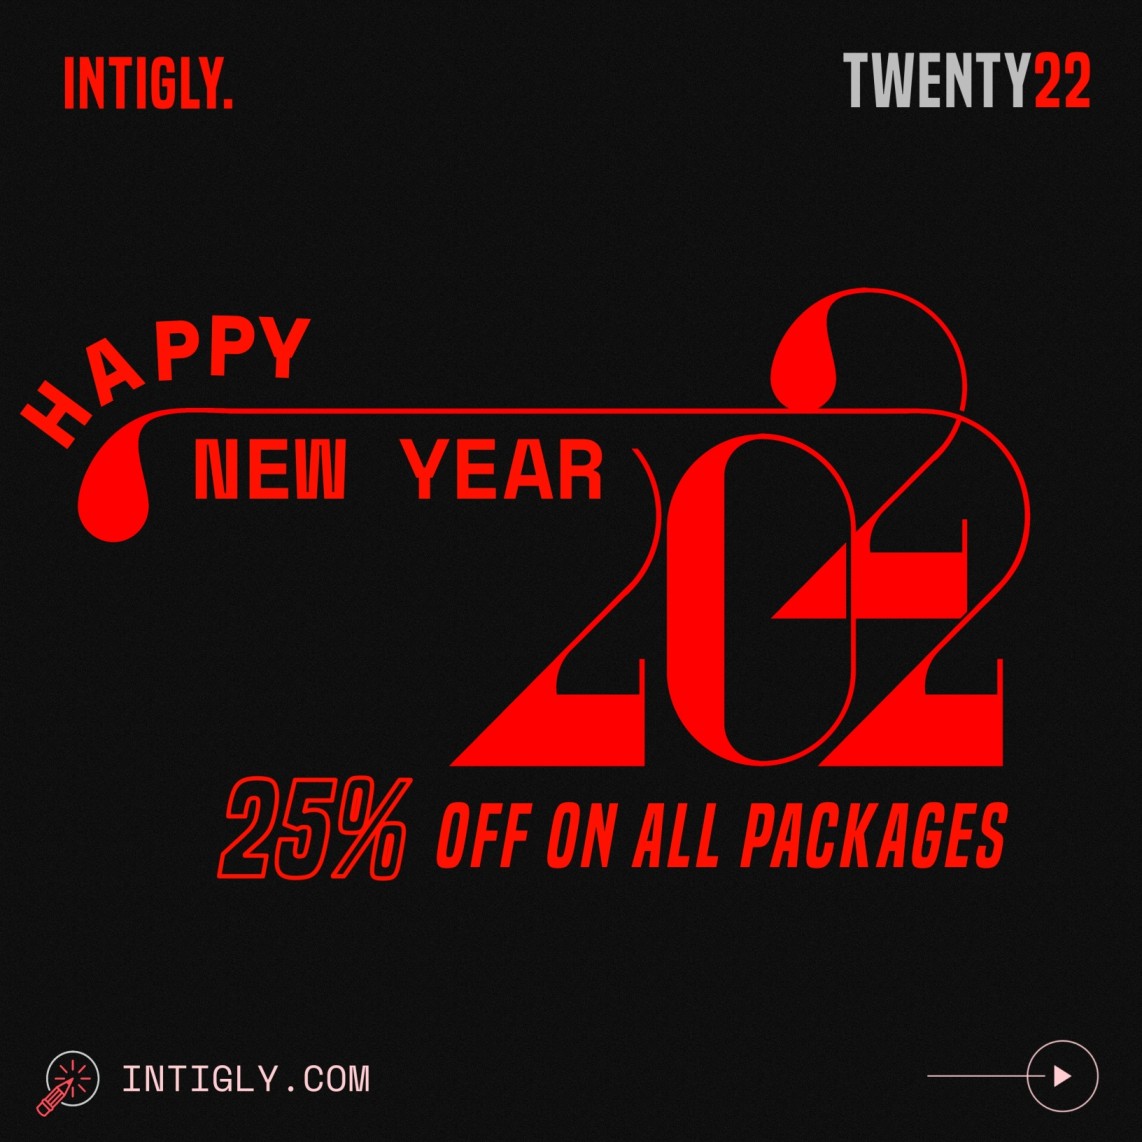 INTIGLY.
TWENTY22
HAPPY
NEW YEAR
2022
25% OFF ON ALL PACKAGES
INTIGLY.COM